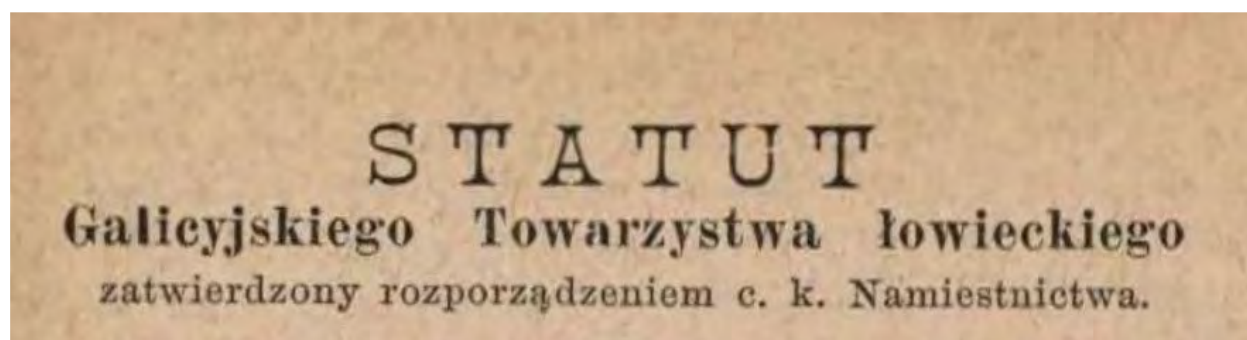 STATUT
Galicyjskiego Towarzystwa łowieckiego
zatwierdzony rozporządzeniem c. k. Namiestnictwa.